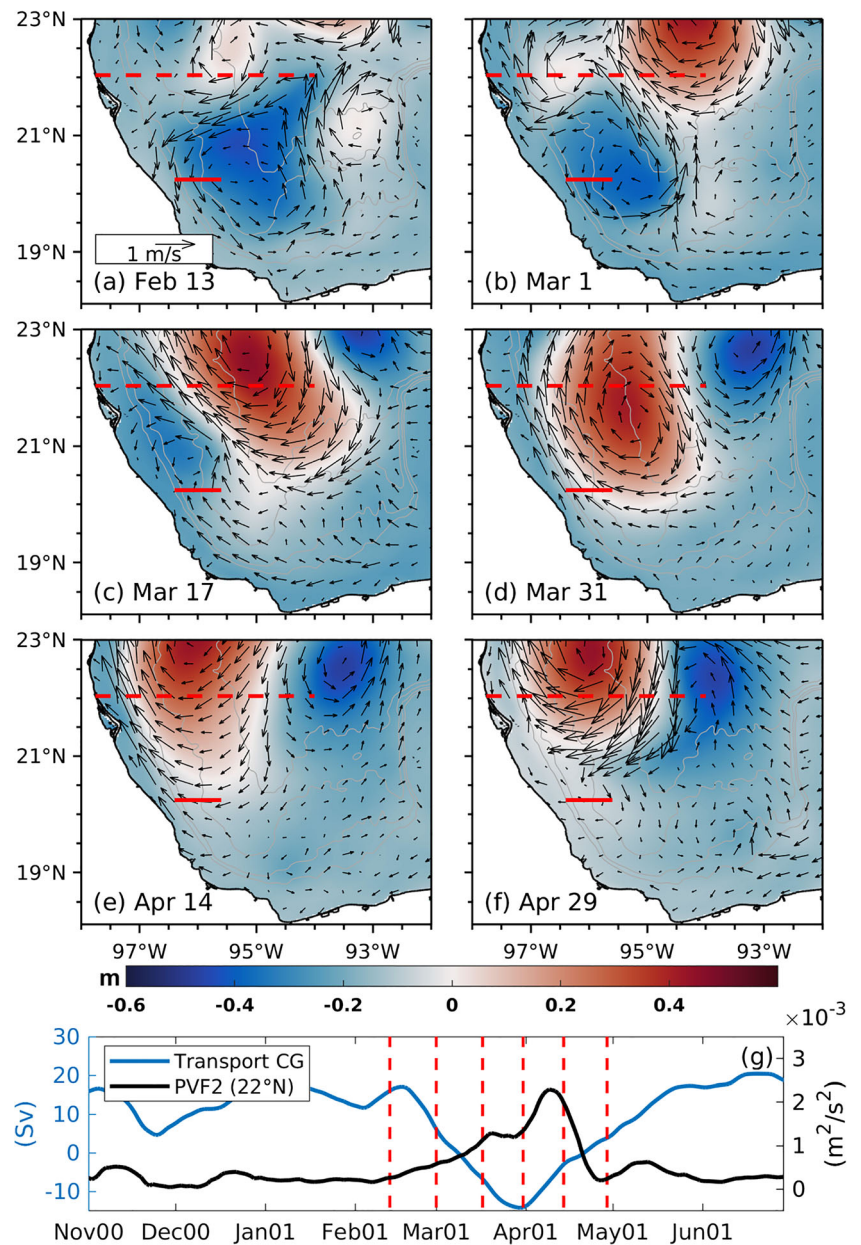 23°N
21°N
19°N
1 m/s
(a) Feb 13
(b) Mar 1
23°N
21°N
19°N
(c) Mar 17
(d) Mar 31
23°N
21°N
19°N
(e) Apr 14
(f) Apr 29
97°W 95°W 93°W 97°W 95°W 93°W
m
-0.6 -0.4 -0.2 0 0.2 0.4
×10⁻³
30
20
10
0
-10
(Sv)
Transport CG
PVF2 (22°N)
(g)
3
2
1
0
(m²/s²)
Nov00 Dec00 Jan01 Feb01 Mar01 Apr01 May01 Jun01